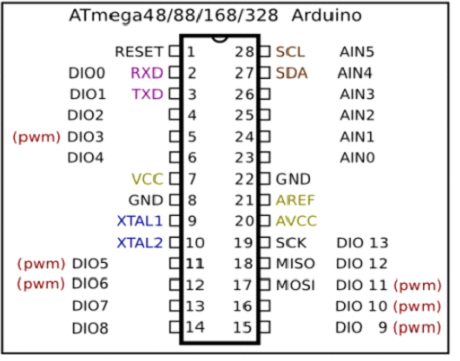 ATmega48/88/168/328 Arduino
RESET 1 28 SCL AIN5
DIO0 RXD 2 27 SDA AIN4
DIO1 TXD 3 26 AIN3
DIO2 4 25 AIN2
(pwm) DIO3 5 24 AIN1
DIO4 6 23 AIN0
VCC 7 22 GND
GND 8 21 AREF
XTAL1 9 20 AVCC
XTAL2 10 19 SCK DIO 13
(pwm) DIO5 11 18 MISO DIO 12
(pwm) DIO6 12 17 MOSI DIO 11 (pwm)
DIO7 13 16 DIO 10 (pwm)
DIO8 14 15 DIO 9 (pwm)